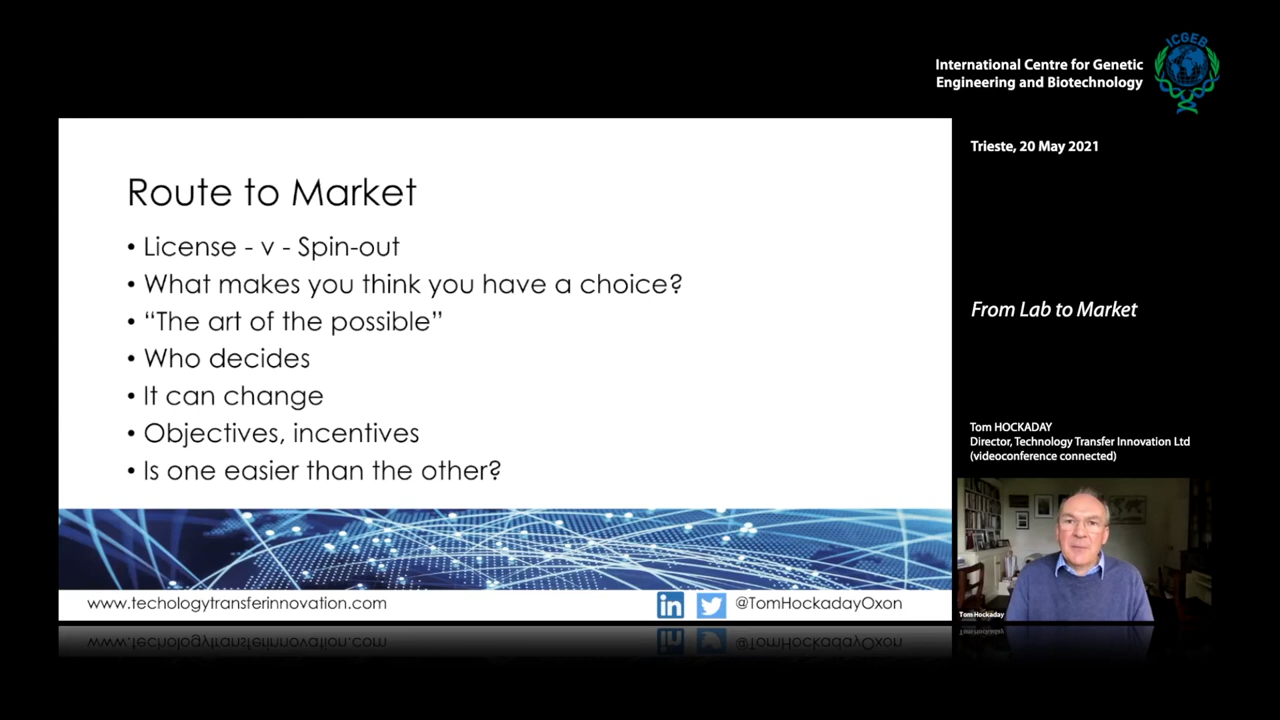 ICGEB
International Centre for Genetic
Engineering and Biotechnology
Trieste, 20 May 2021
Route to Market
• License - v - Spin-out
• What makes you think you have a choice?
• “The art of the possible”
• Who decides
• It can change
• Objectives, incentives
• Is one easier than the other?
www.techologytransferinnovation.com
in
@TomHockadayOxon
From Lab to Market
Tom HOCKADAY
Director, Technology Transfer Innovation Ltd
(videoconference connected)
Tom Hockaday